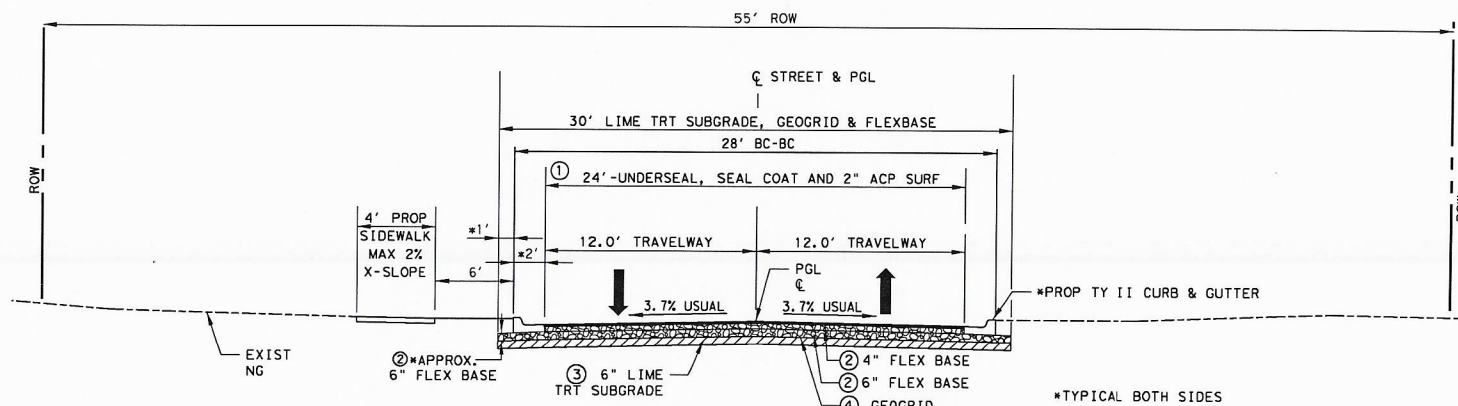 55' ROW
℄ STREET & PGL
30' LIME TRT SUBGRADE, GEOGRID & FLEXBASE
28' BC-BC
① 24'-UNDERSEAL, SEAL COAT AND 2" ACP SURF
ROW
ROW
4' PROP
SIDEWALK
MAX 2%
X-SLOPE
*1'
*2'
6'
12.0' TRAVELWAY
12.0' TRAVELWAY
PGL
℄
3.7% USUAL
3.7% USUAL
*PROP TY II CURB & GUTTER
EXIST
NG
②*APPROX.
6" FLEX BASE
③ 6" LIME
TRT SUBGRADE
② 4" FLEX BASE
② 6" FLEX BASE
④ GEOGRID
*TYPICAL BOTH SIDES